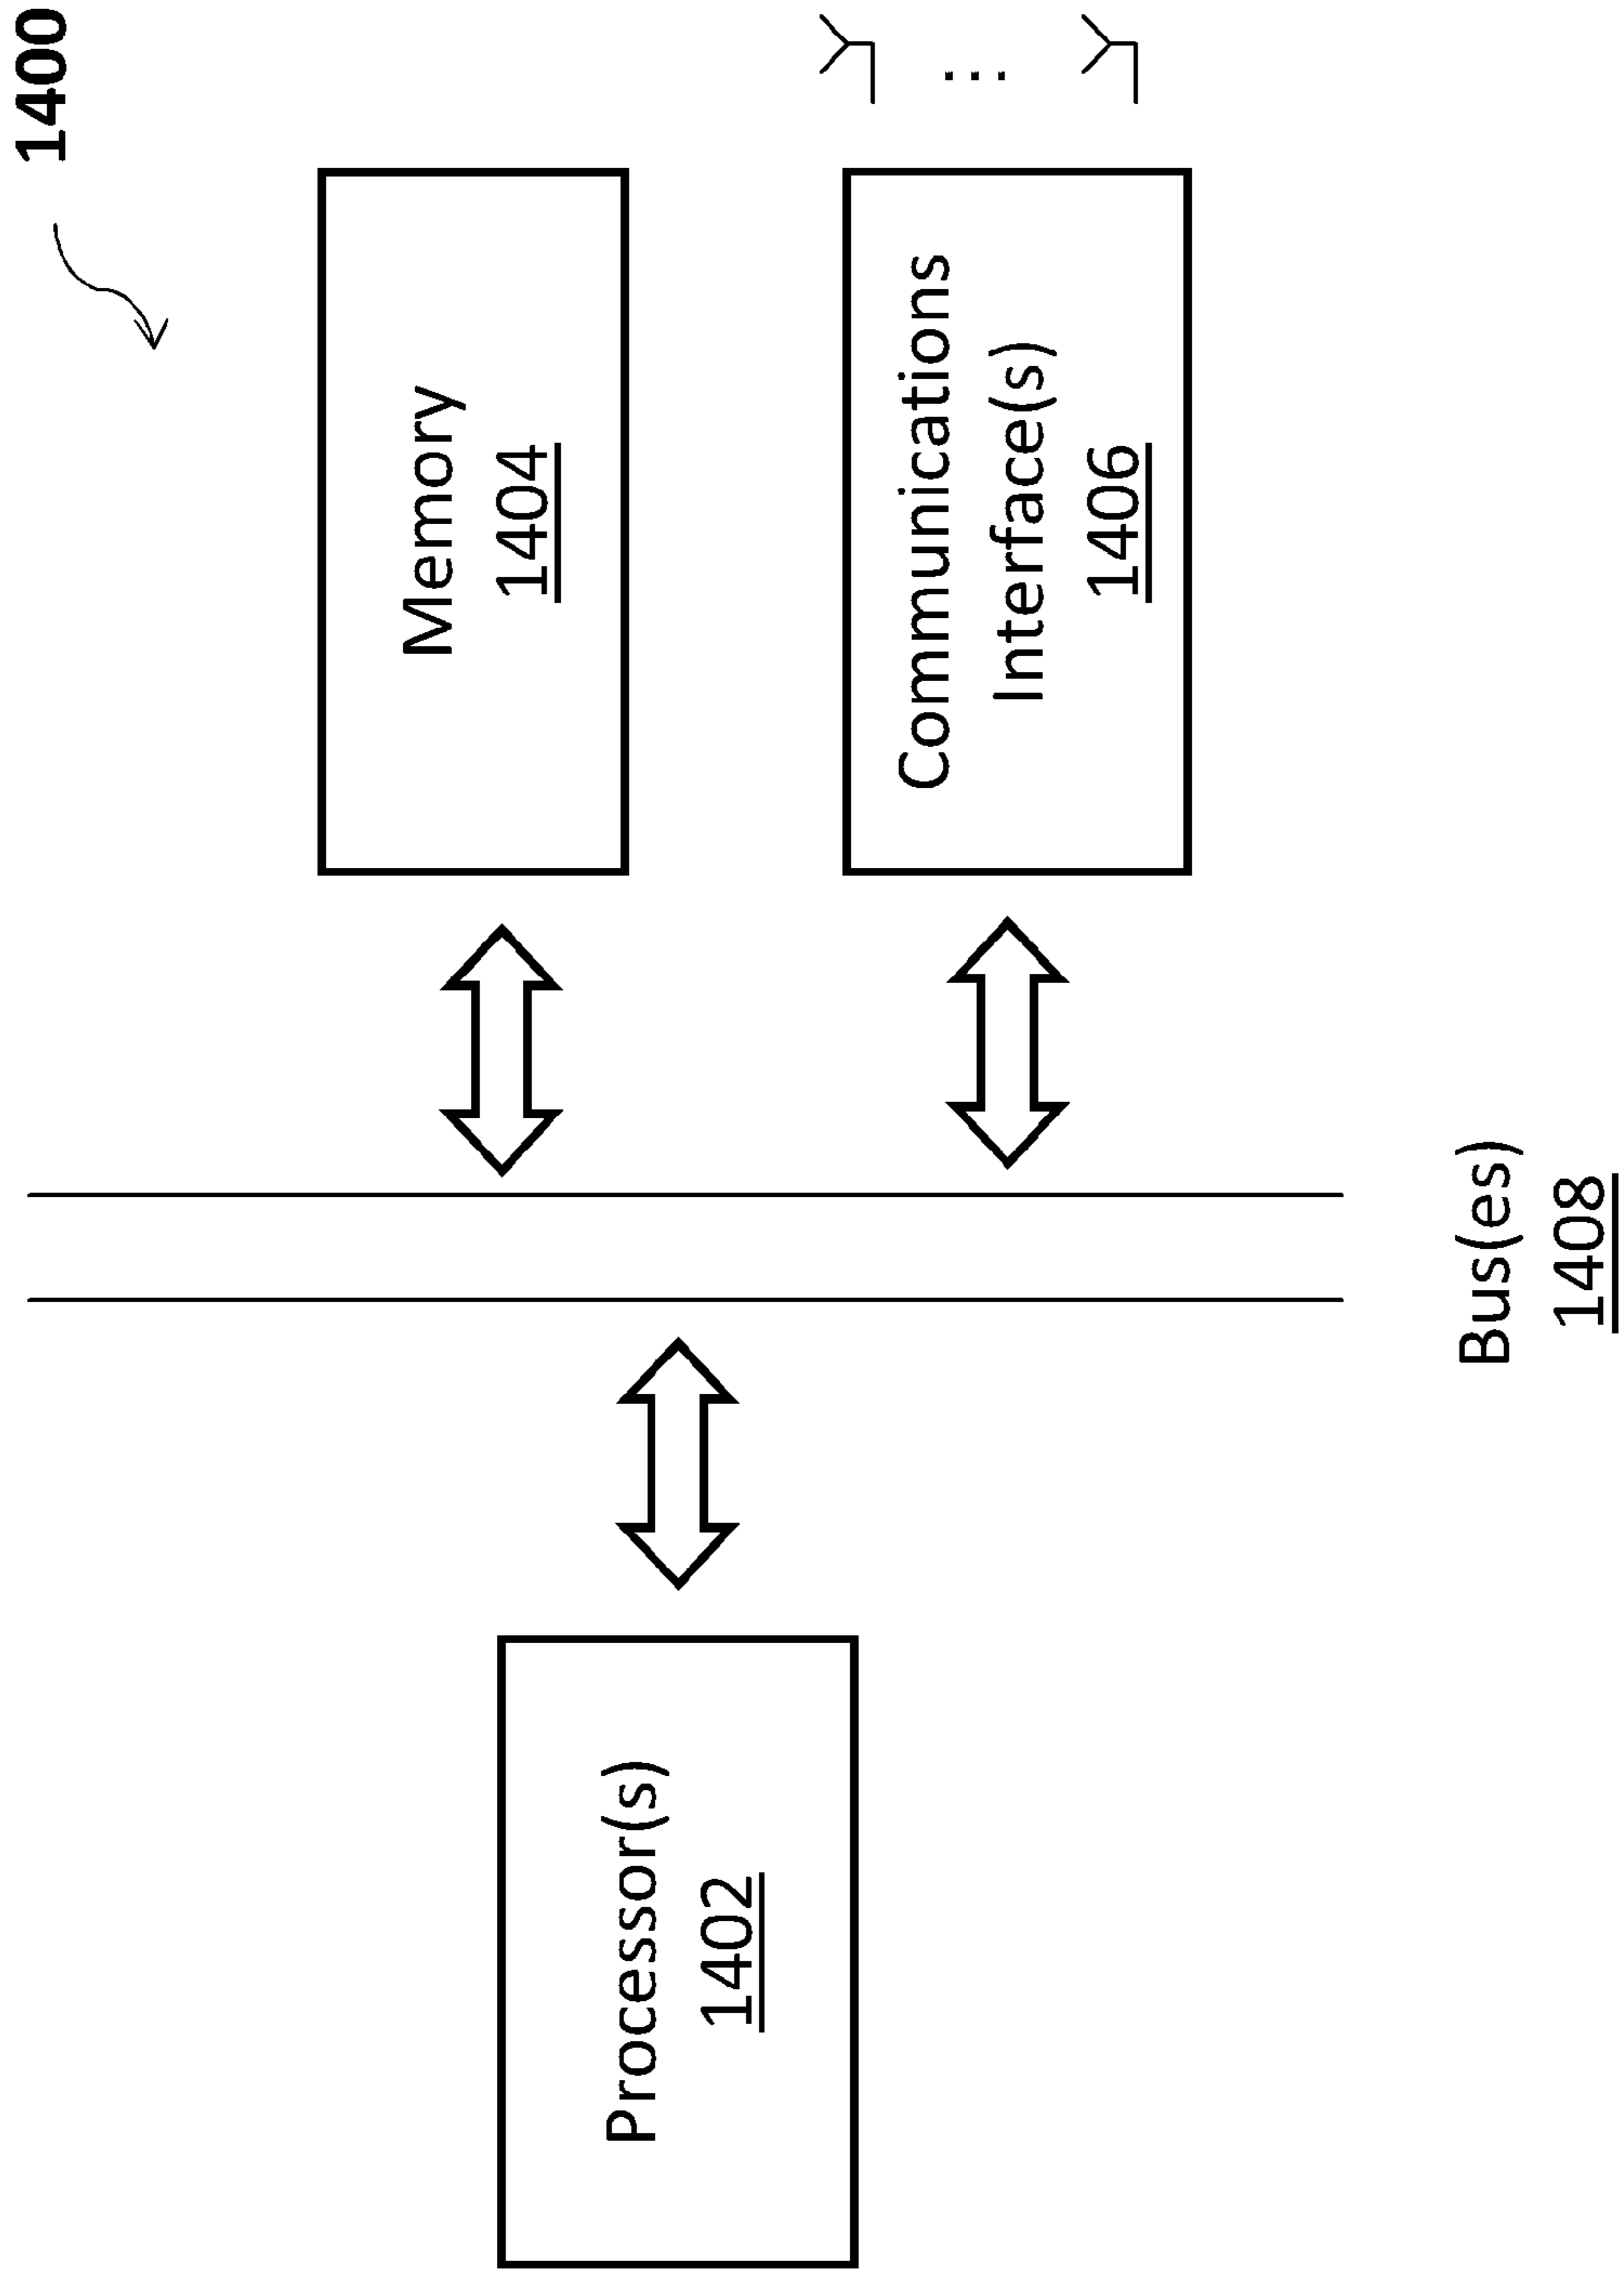 1400
Memory
1404
Communications
Interface(s)
1406
Processor(s)
1402
Bus(es)
1408